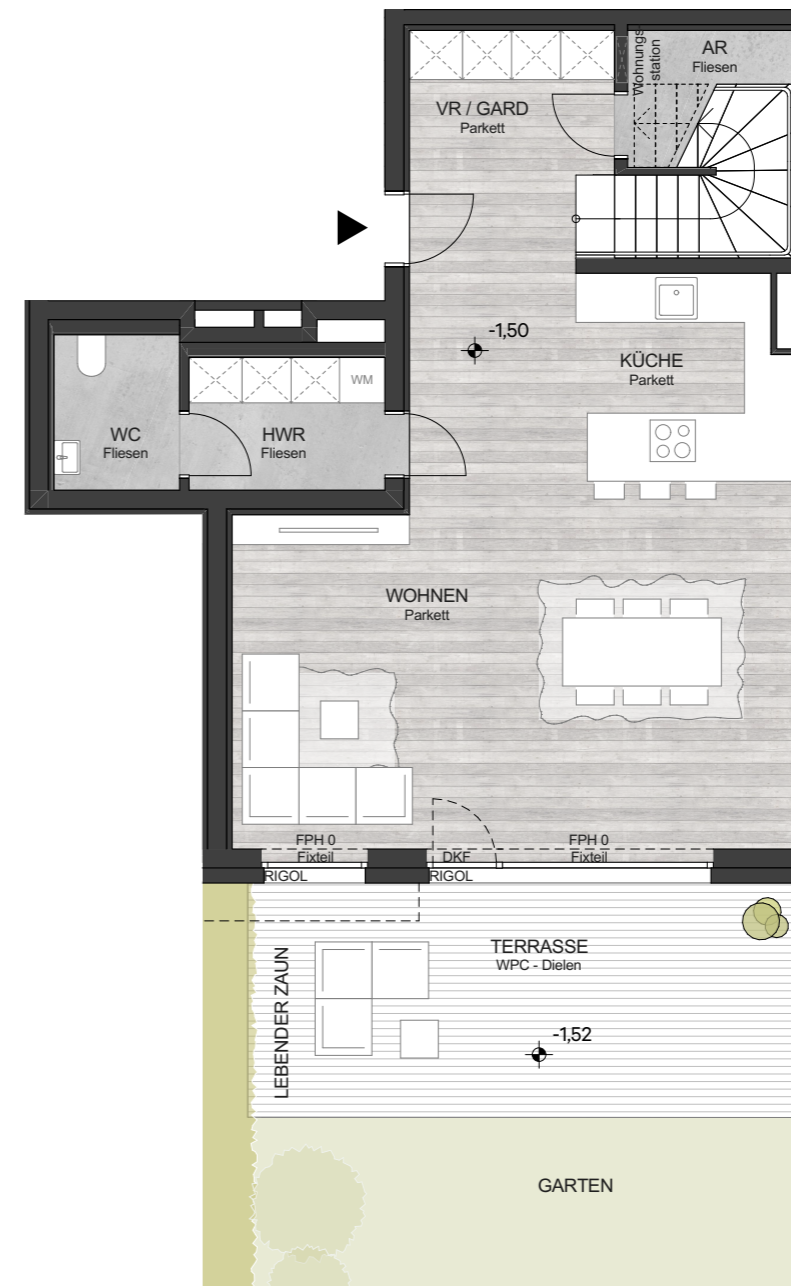 Wohnungs-
station
AR
Fliesen
VR / GARD
Parkett
-1,50
KÜCHE
Parkett
WM
WC
Fliesen
HWR
Fliesen
WOHNEN
Parkett
FPH 0
Fixteil
RIGOL
DKF
RIGOL
FPH 0
Fixteil
TERRASSE
WPC - Dielen
LEBENDER ZAUN
-1,52
GARTEN